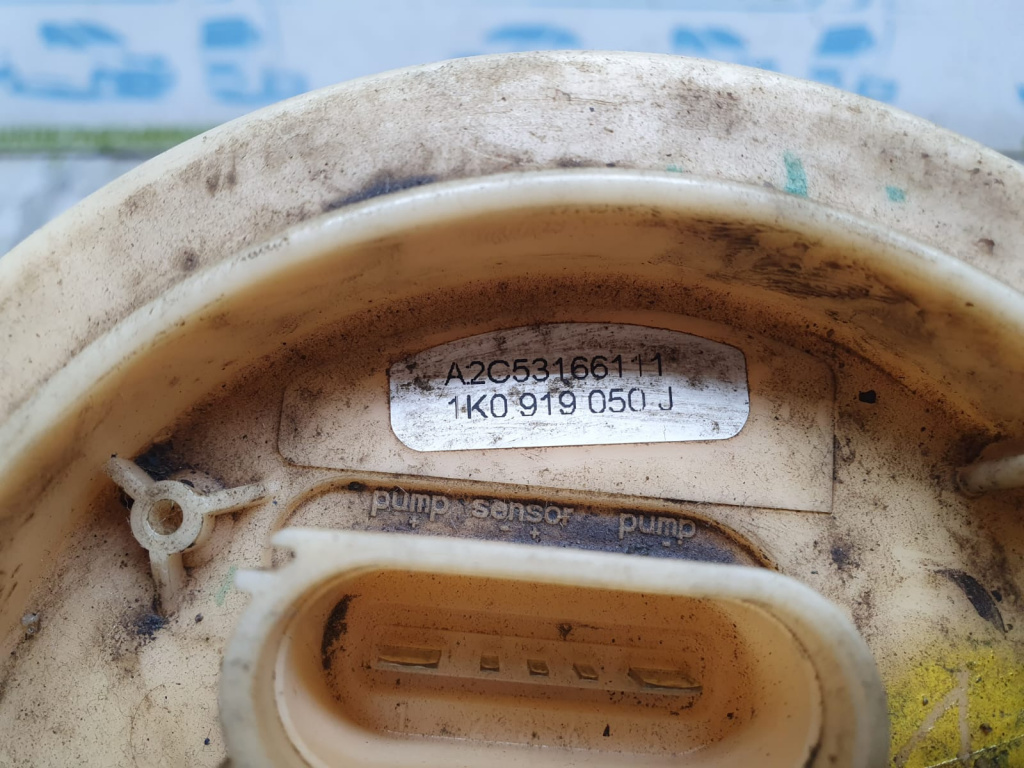 A2C53166111
1K0 919 050 J
pump sensor pump
+ - + -